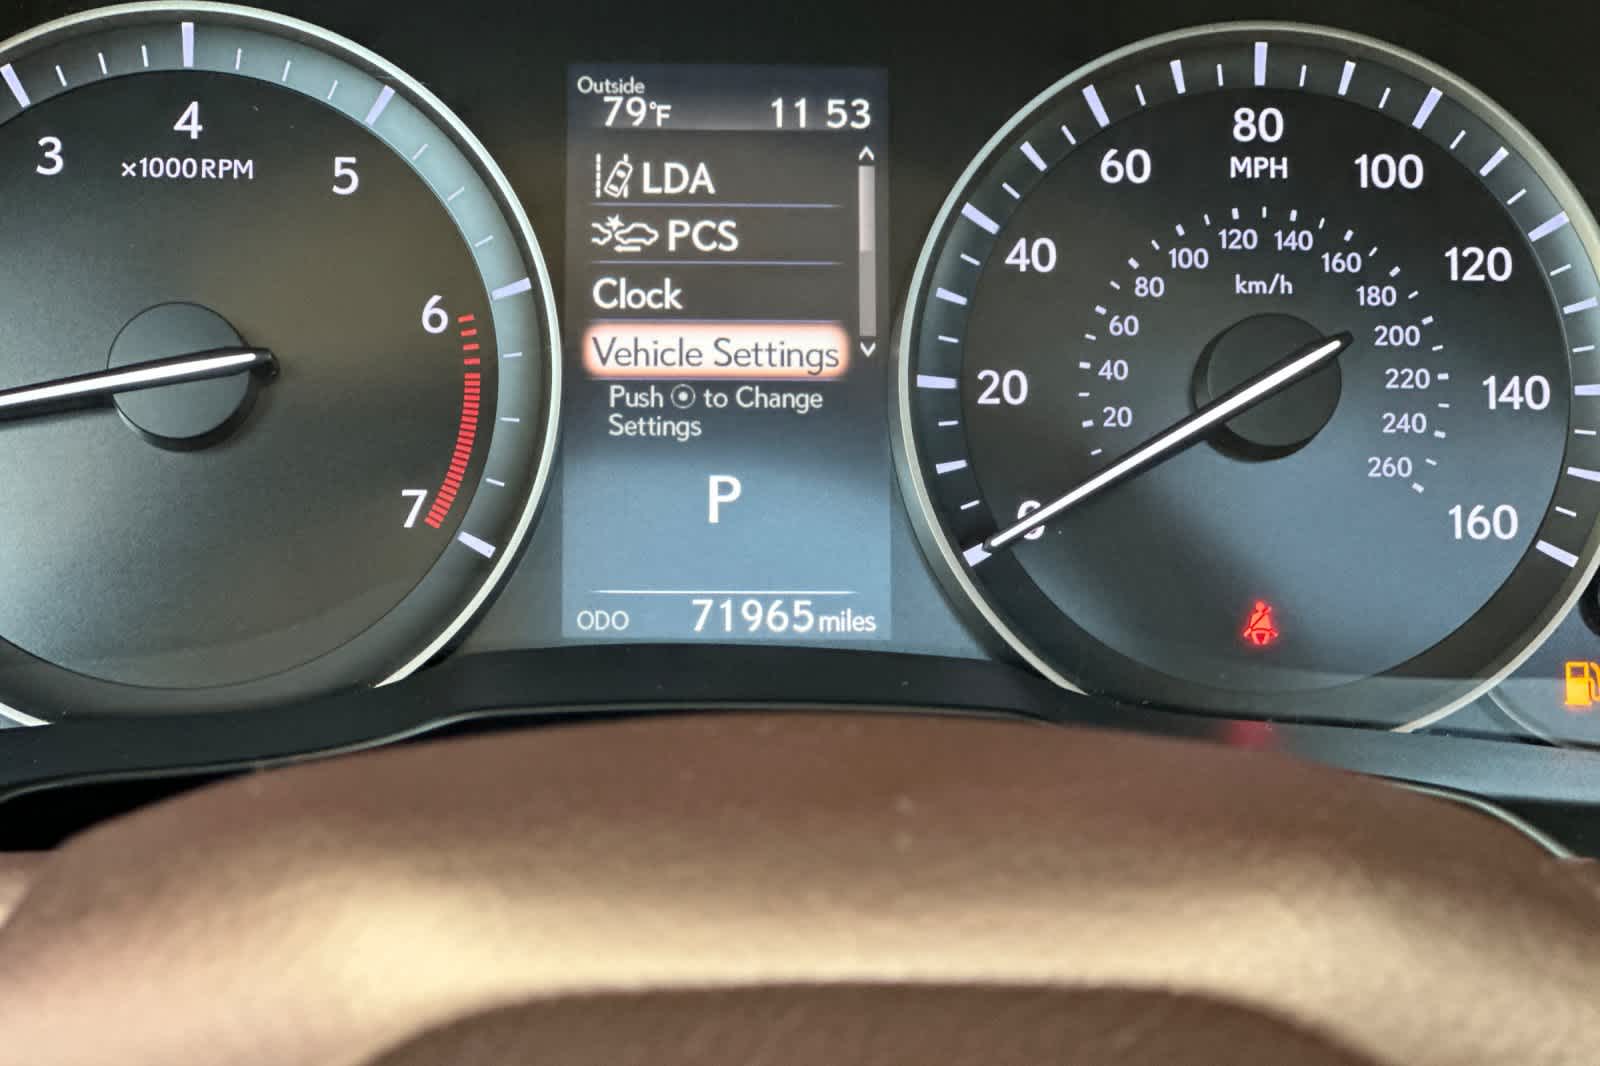 3
4
5
6
7
×1000RPM
Outside
79°F
11 53
LDA
PCS
Clock
Vehicle Settings
Push to Change
Settings
P
ODO 71965 miles
0
20
40
60
80
100
120
140
160
MPH
20
40
60
80
100
120
140
160
180
200
220
240
260
km/h